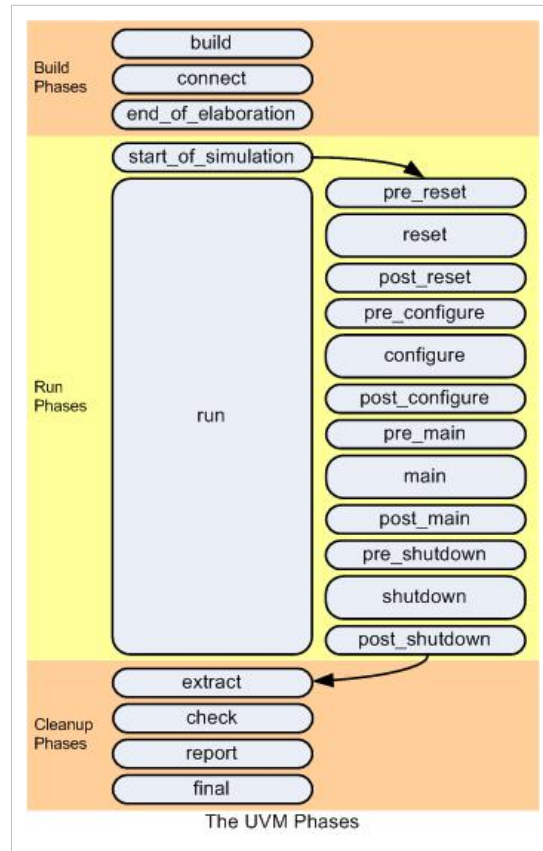 Build
Phases
build
connect
end_of_elaboration
Run
Phases
start_of_simulation
run
pre_reset
reset
post_reset
pre_configure
configure
post_configure
pre_main
main
post_main
pre_shutdown
shutdown
post_shutdown
Cleanup
Phases
extract
check
report
final
The UVM Phases